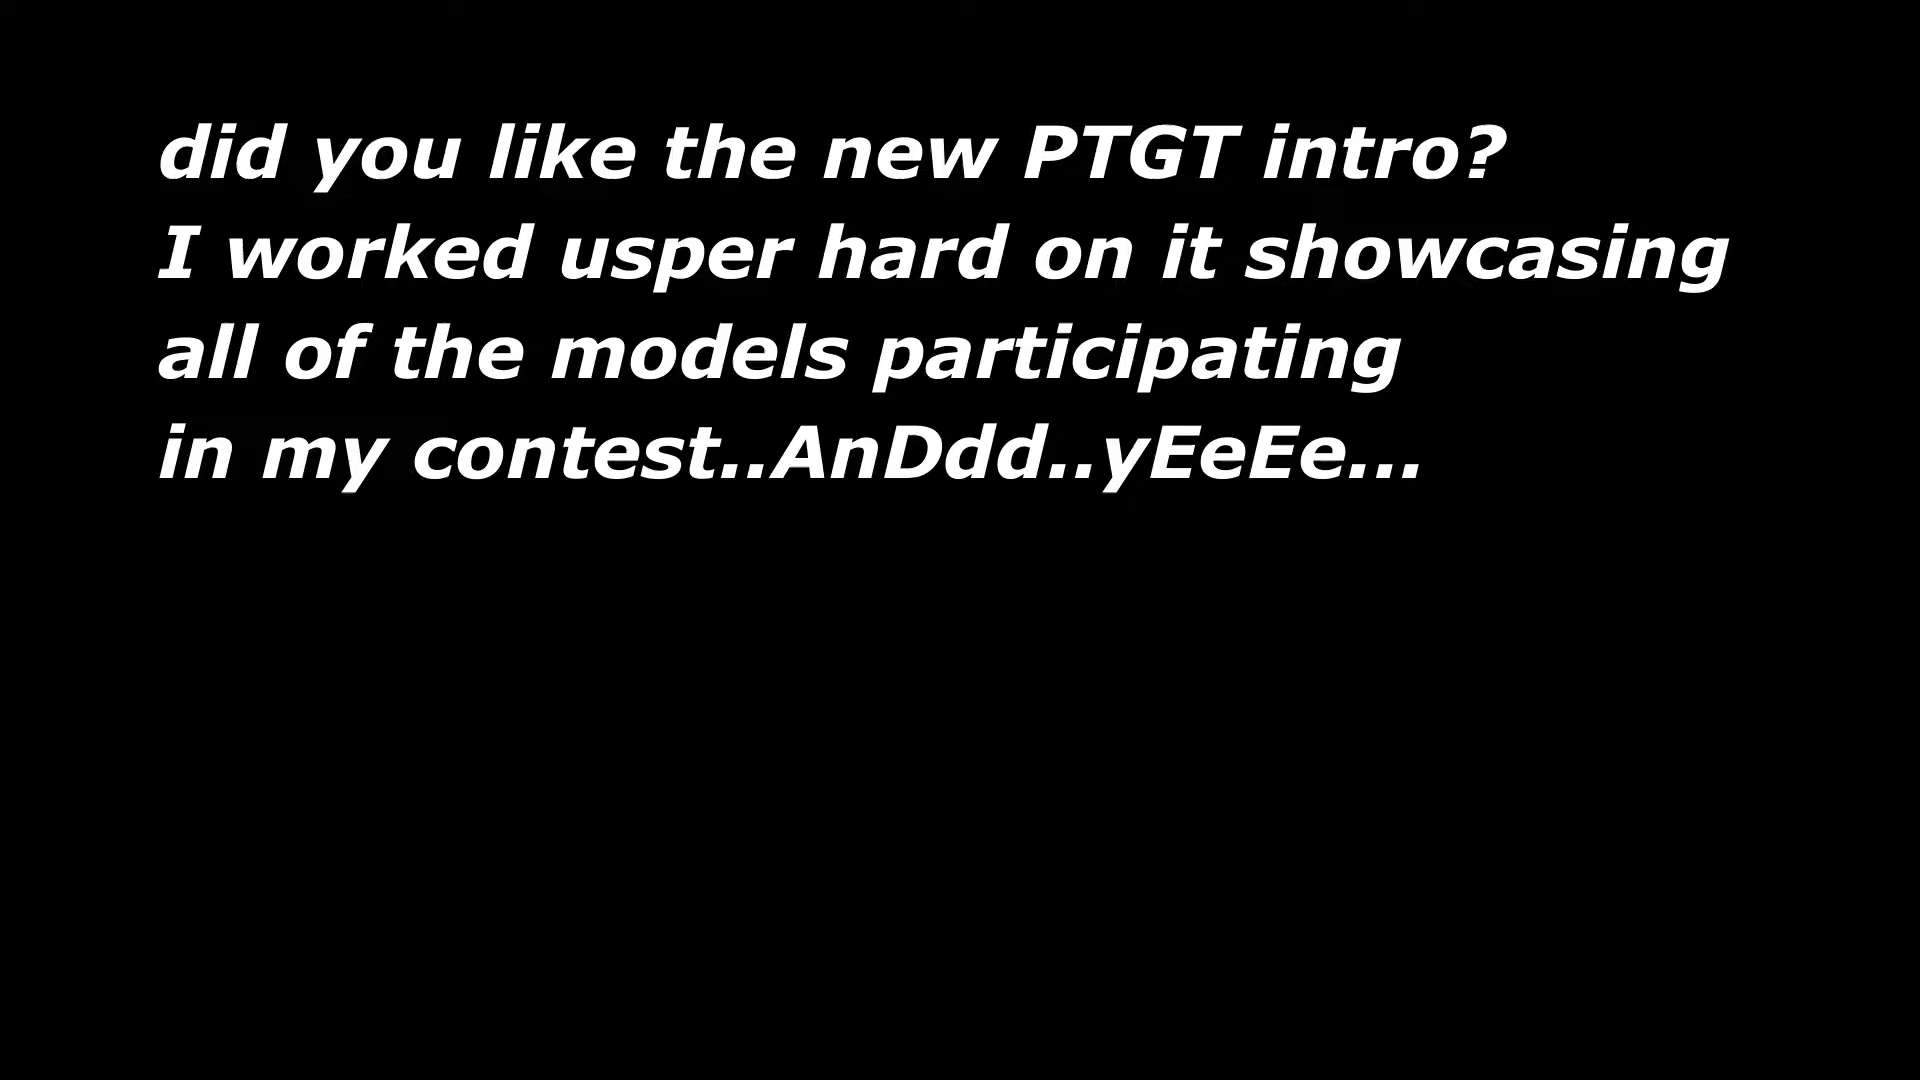 did you like the new PTGT intro?
I worked usper hard on it showcasing
all of the models participating
in my contest..AnDdd..yEeEe...